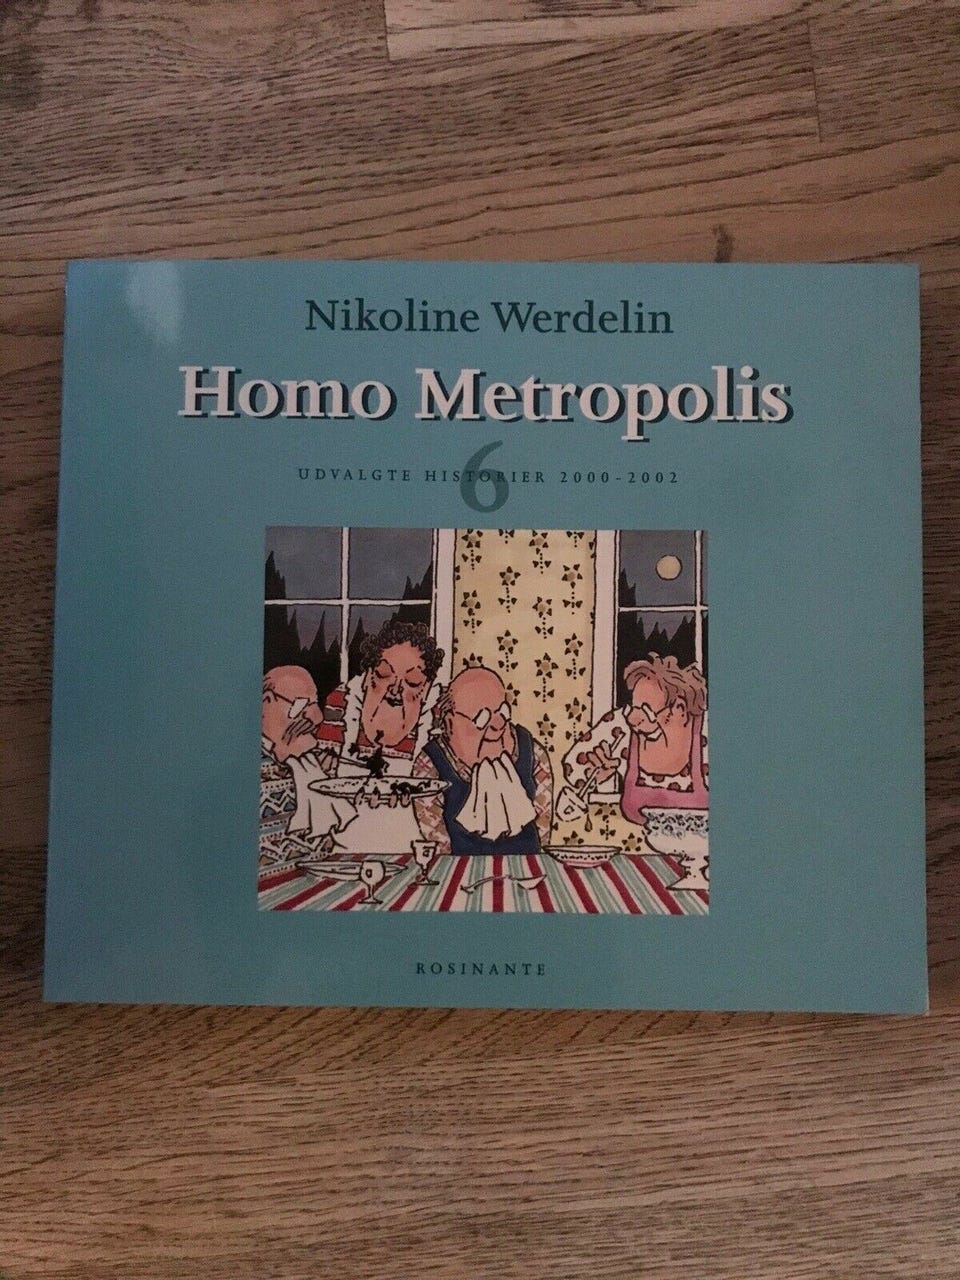 Nikoline Werdelin
Homo Metropolis
6
UDVALGTE HISTORIER 2000-2002
ROSINANTE